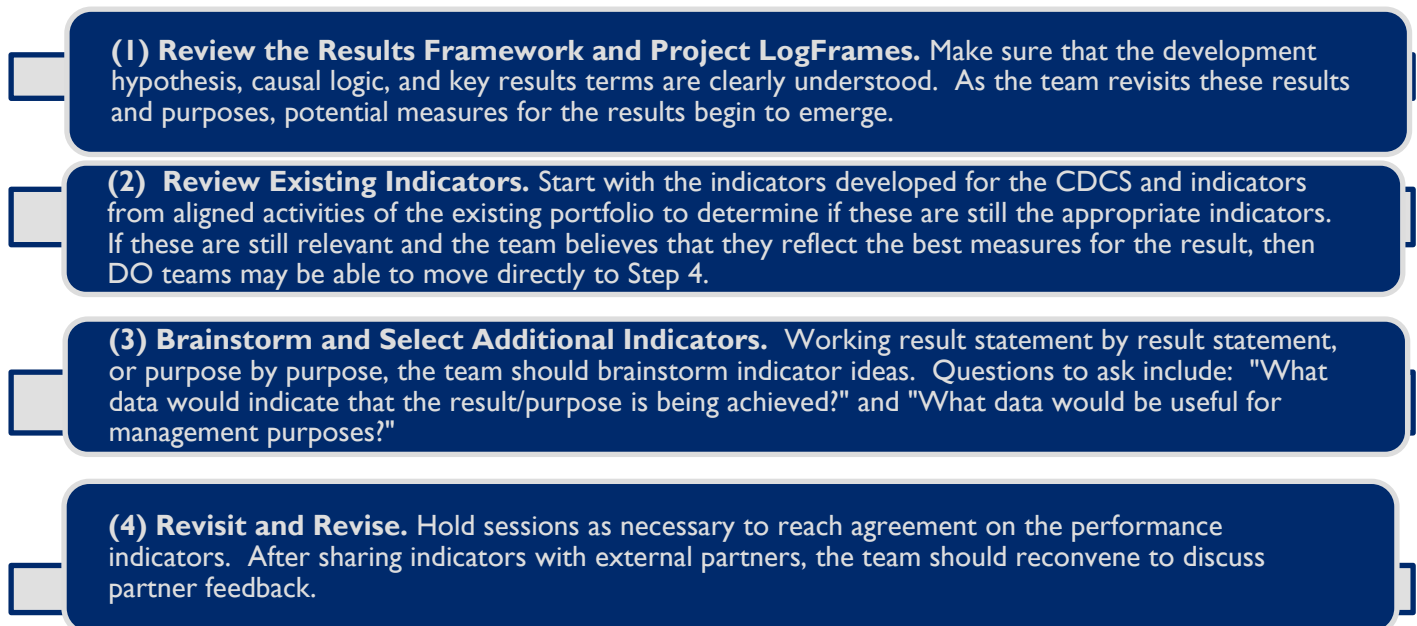 (1) Review the Results Framework and Project LogFrames. Make sure that the development
hypothesis, causal logic, and key results terms are clearly understood. As the team revisits these results
and purposes, potential measures for the results begin to emerge.
(2) Review Existing Indicators. Start with the indicators developed for the CDCS and indicators
from aligned activities of the existing portfolio to determine if these are still the appropriate indicators.
If these are still relevant and the team believes that they reflect the best measures for the result, then
DO teams may be able to move directly to Step 4.
(3) Brainstorm and Select Additional Indicators. Working result statement by result statement,
or purpose by purpose, the team should brainstorm indicator ideas. Questions to ask include: "What
data would indicate that the result/purpose is being achieved?" and "What data would be useful for
management purposes?"
(4) Revisit and Revise. Hold sessions as necessary to reach agreement on the performance
indicators. After sharing indicators with external partners, the team should reconvene to discuss
partner feedback.